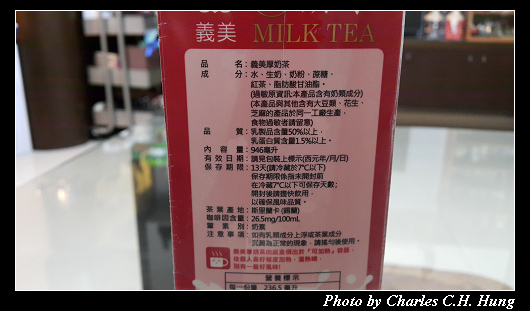 義美 MILK TEA
品 名：義美厚奶茶
成 分：水、生奶、奶粉、蔗糖、
紅茶、脂肪酸甘油酯。
(過敏原資訊:本產品含有奶類成分)
(本產品與其他含有大豆類、花生、
芝麻的產品於同一工廠生產，
食物過敏者請留意)
品 質：乳製品含量50%以上，
乳蛋白質含量1.5%以上。
內 容 量：946毫升
有效日期：請見包裝上標示(西元年/月/日)
保存期限：13天(請冷藏於7℃以下)
保存期限係指未開封前
在冷藏7℃以下可保存天數；
開封後請盡快飲用，
以確保風味品質。
茶葉產地：斯里蘭卡(錫蘭)
咖啡因含量：26.5mg/100mL
葷素別：奶素
注意事項：如有乳類成分上浮或茶葉成分
沉澱為正常的現象，請搖勻後使用。
營養標示
每一份量 236.5 毫升
Photo by Charles C.H. Hung